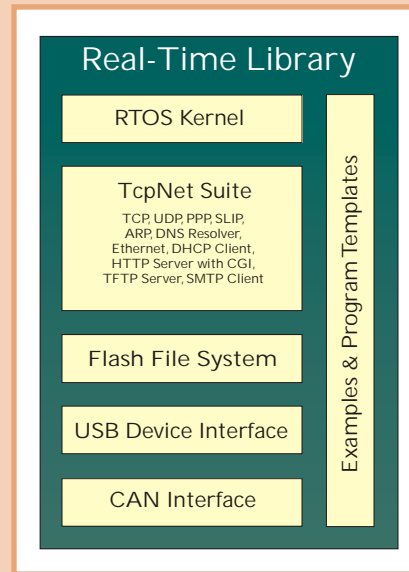 Real-Time Library
RTOS Kernel
TcpNet Suite
TCP, UDP, PPP, SLIP,
ARP, DNS Resolver,
Ethernet, DHCP Client,
HTTP Server with CGI,
TFTP Server, SMTP Client
Flash File System
USB Device Interface
CAN Interface
Examples & Program Templates